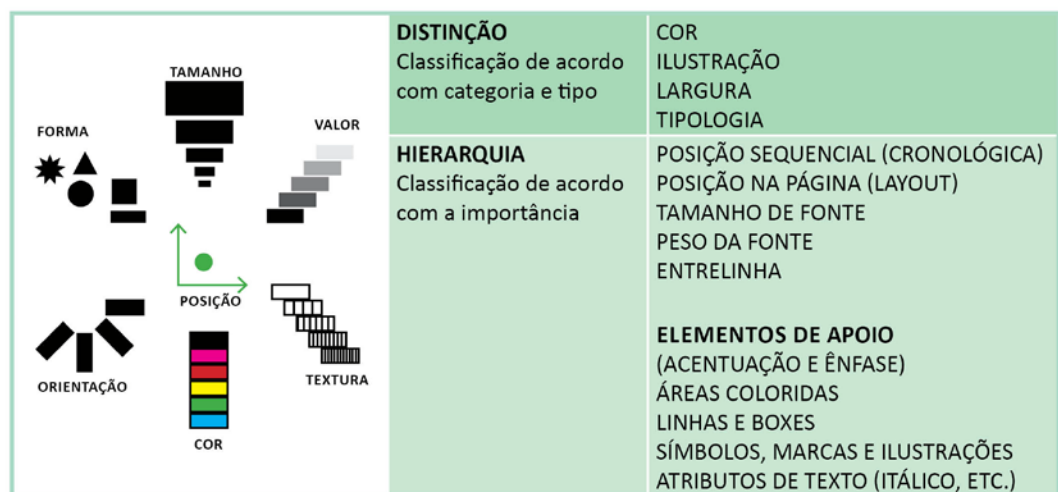 TAMANHO
FORMA
VALOR
POSIÇÃO
ORIENTAÇÃO
TEXTURA
COR
DISTINÇÃO
Classificação de acordo
com categoria e tipo
COR
ILUSTRAÇÃO
LARGURA
TIPOLOGIA
HIERARQUIA
Classificação de acordo
com a importância
POSIÇÃO SEQUENCIAL (CRONOLÓGICA)
POSIÇÃO NA PÁGINA (LAYOUT)
TAMANHO DE FONTE
PESO DA FONTE
ENTRELINHA
ELEMENTOS DE APOIO
(ACENTUAÇÃO E ÊNFASE)
ÁREAS COLORIDAS
LINHAS E BOXES
SÍMBOLOS, MARCAS E ILUSTRAÇÕES
ATRIBUTOS DE TEXTO (ITÁLICO, ETC.)